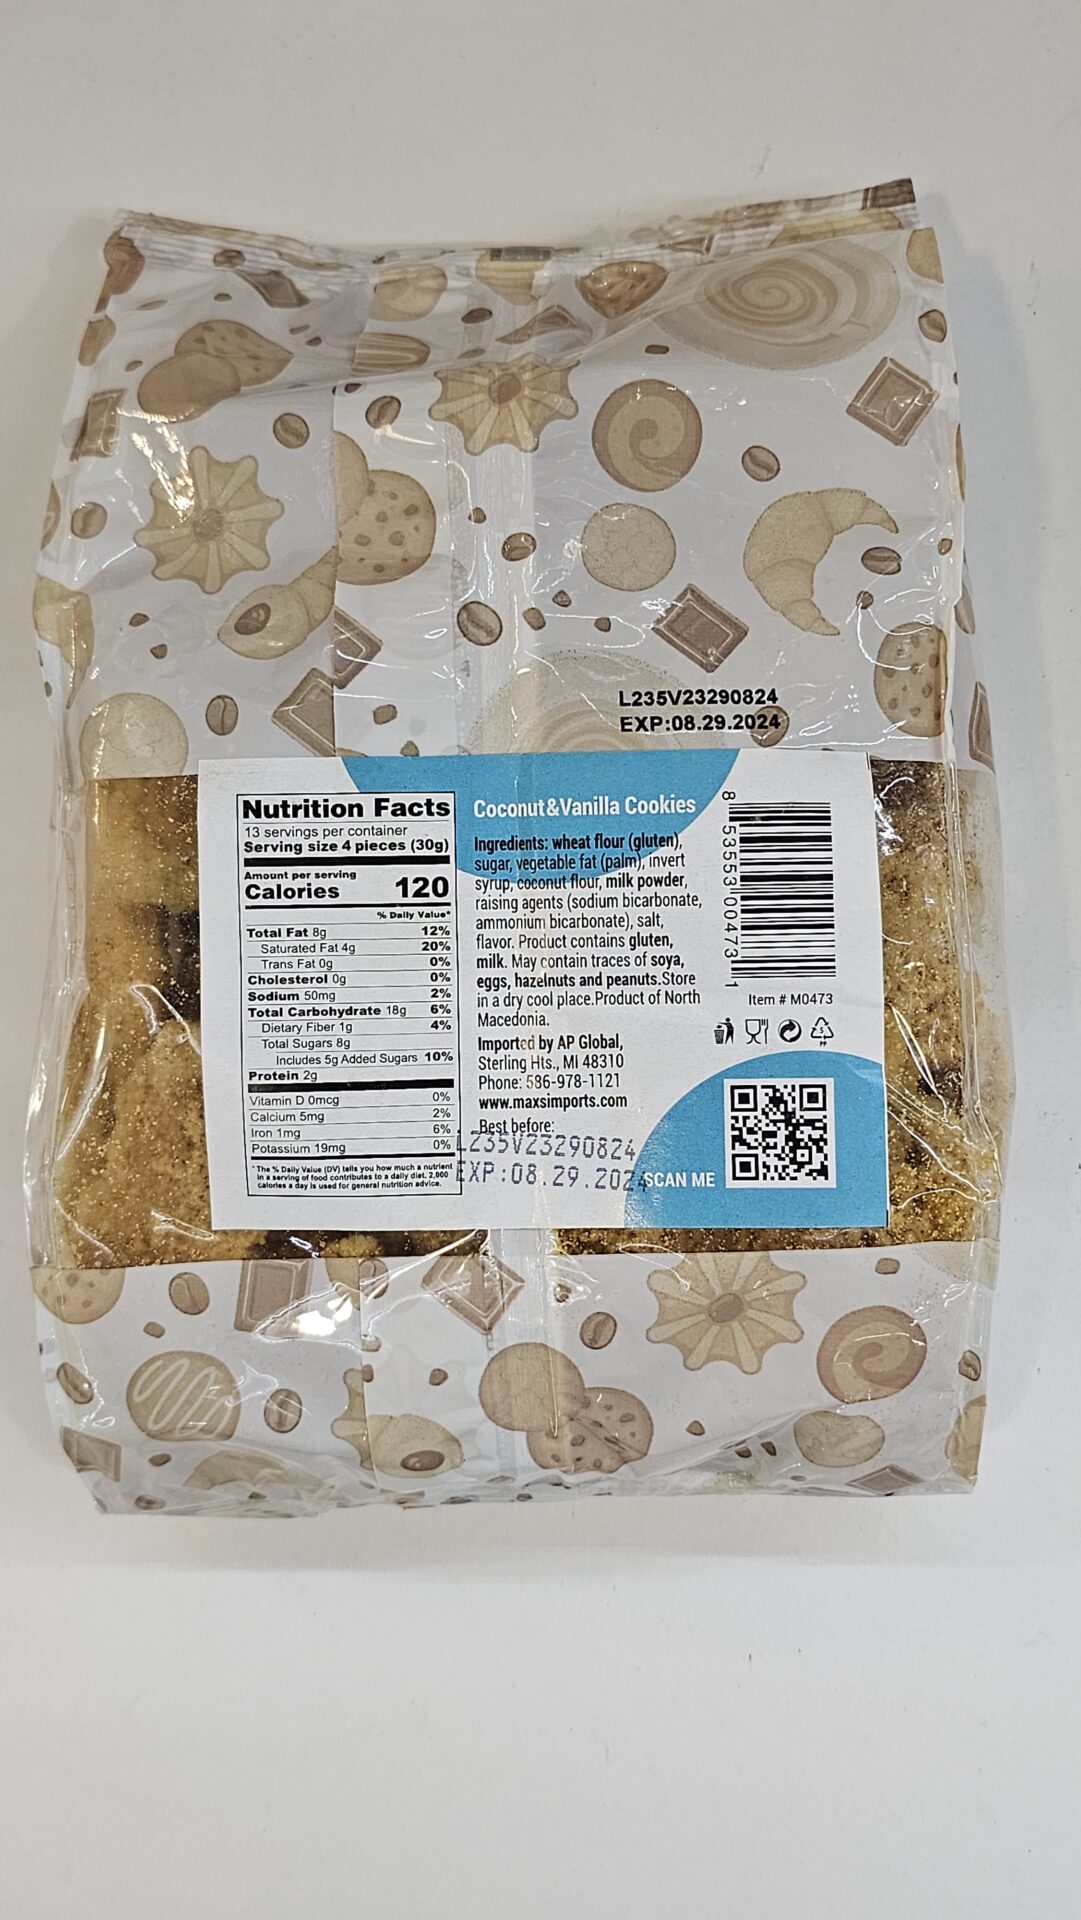 L235V23290824
EXP:08.29.2024
Nutrition Facts
13 servings per container
Serving size 4 pieces (30g)
Amount per serving
Calories 120
% Daily Value*
Total Fat 8g 12%
Saturated Fat 4g 20%
Trans Fat 0g 0%
Cholesterol 0g 0%
Sodium 50mg 2%
Total Carbohydrate 18g 6%
Dietary Fiber 1g 4%
Total Sugars 8g
Includes 5g Added Sugars 10%
Protein 2g
Vitamin D 0mcg 0%
Calcium 5mg 2%
Iron 1mg 6%
Potassium 19mg 0%
* The % Daily Value (DV) tells you how much a nutrient
in a serving of food contributes to a daily diet. 2,000
calories a day is used for general nutrition advice.
Coconut&Vanilla Cookies
Ingredients: wheat flour (gluten),
sugar, vegetable fat (palm), invert
syrup, coconut flour, milk powder,
raising agents (sodium bicarbonate,
ammonium bicarbonate), salt,
flavor. Product contains gluten,
milk. May contain traces of soya,
eggs, hazelnuts and peanuts.Store
in a dry cool place.Product of North
Macedonia.
Imported by AP Global,
Sterling Hts., MI 48310
Phone: 586-978-1121
www.maxsimports.com
Best before:
L235V23290824
EXP:08.29.2024
8 53553 00473 1
Item # M0473
5
PP
SCAN ME